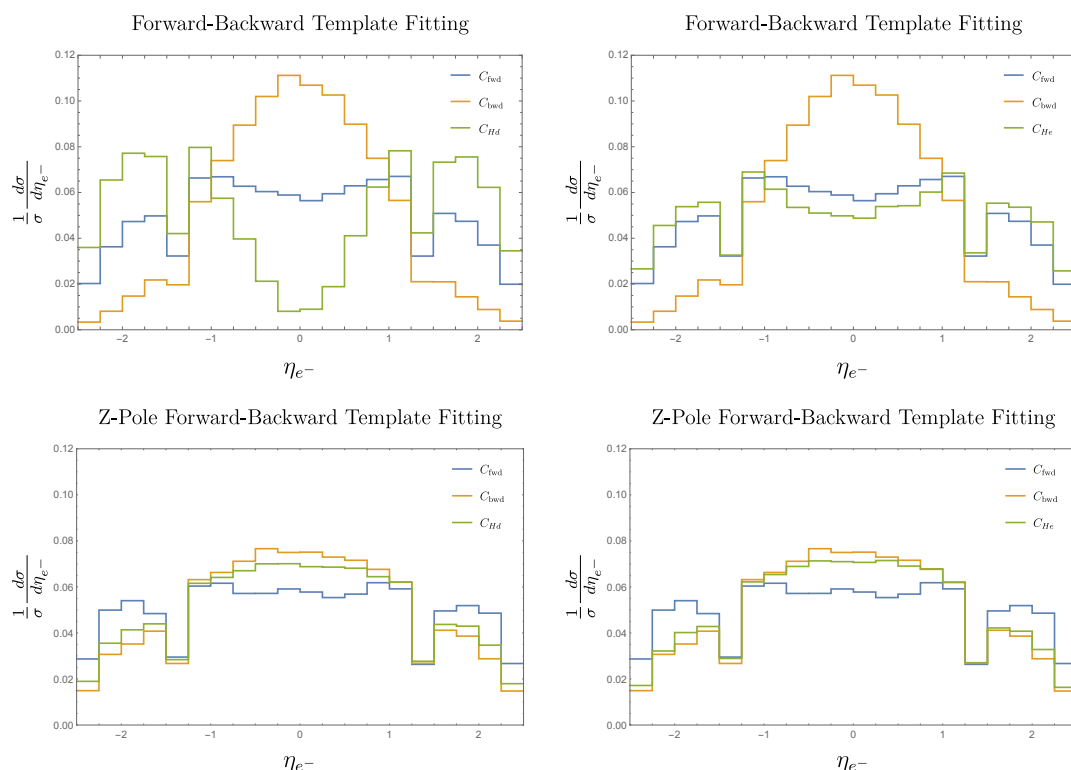 Forward-Backward Template Fitting
0.12
0.10
0.08
0.06
0.04
0.02
0.00
C_fwd
C_bwd
C_Hd
1/σ dσ/dη_e−
−2 −1 0 1 2
η_e−
Forward-Backward Template Fitting
0.12
0.10
0.08
0.06
0.04
0.02
0.00
C_fwd
C_bwd
C_He
1/σ dσ/dη_e−
−2 −1 0 1 2
η_e−
Z-Pole Forward-Backward Template Fitting
0.12
0.10
0.08
0.06
0.04
0.02
0.00
C_fwd
C_bwd
C_Hd
1/σ dσ/dη_e−
−2 −1 0 1 2
η_e−
Z-Pole Forward-Backward Template Fitting
0.12
0.10
0.08
0.06
0.04
0.02
0.00
C_fwd
C_bwd
C_He
1/σ dσ/dη_e−
−2 −1 0 1 2
η_e−